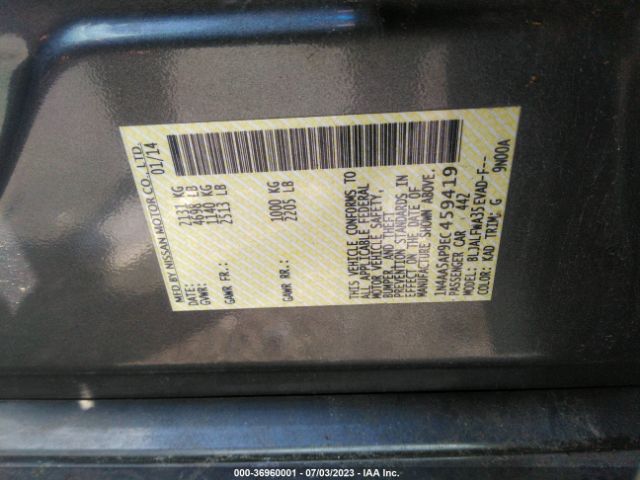 MFD BY NISSAN MOTOR CO., LTD.
DATE: 01/14
GVWR: 2131 KG
4698 LB
GAWR FR.: 1140 KG
2513 LB
GAWR RR.: 1000 KG
2205 LB
THIS VEHICLE CONFORMS TO
ALL APPLICABLE FEDERAL
MOTOR VEHICLE SAFETY,
BUMPER, AND THEFT
PREVENTION STANDARDS IN
EFFECT ON THE DATE OF
MANUFACTURE SHOWN ABOVE.
1N4AA5AP9EC459419
PASSENGER CAR 442
MODEL: BLJALFWA35EVAD-F---
COLOR: KAD TRIM: G 9N00A
000-36960001 - 07/03/2023 - IAA Inc.